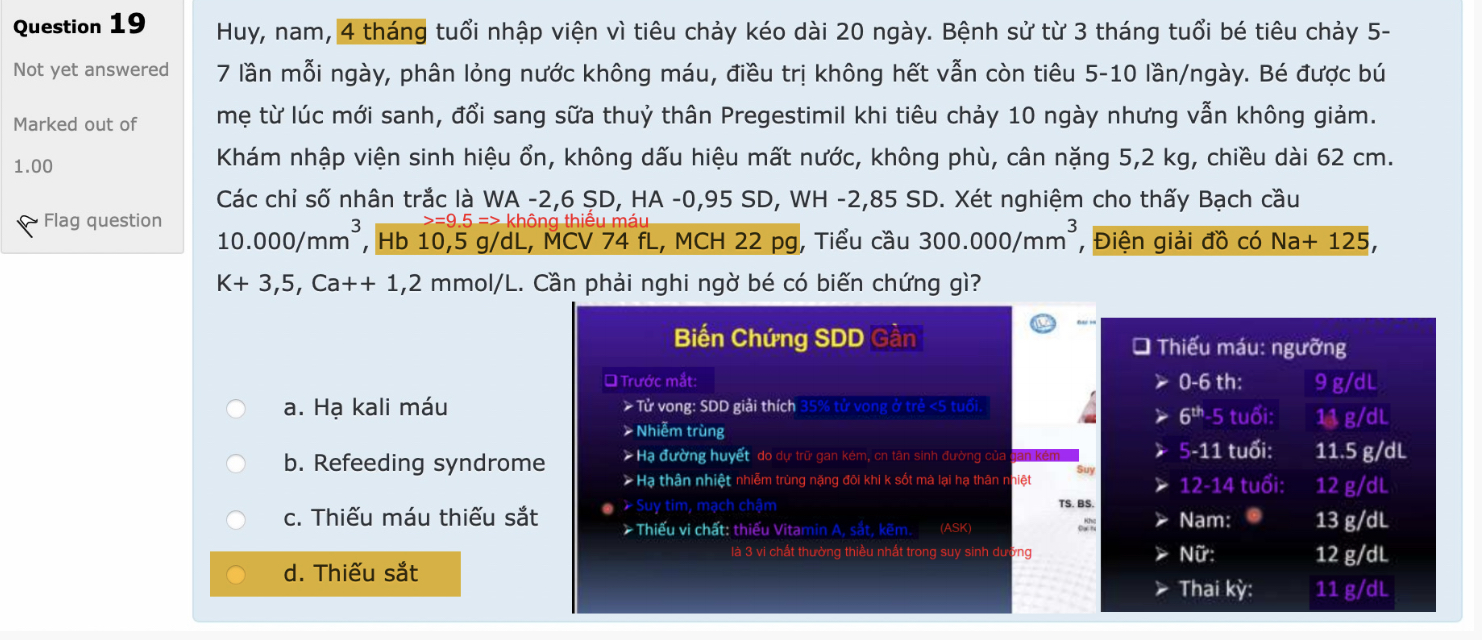 Question 19
Not yet answered
Marked out of
1.00
Flag question
Huy, nam, 4 tháng tuổi nhập viện vì tiêu chảy kéo dài 20 ngày. Bệnh sử từ 3 tháng tuổi bé tiêu chảy 5-
7 lần mỗi ngày, phân lỏng nước không máu, điều trị không hết vẫn còn tiêu 5-10 lần/ngày. Bé được bú
mẹ từ lúc mới sanh, đổi sang sữa thuỷ thân Pregestimil khi tiêu chảy 10 ngày nhưng vẫn không giảm.
Khám nhập viện sinh hiệu ổn, không dấu hiệu mất nước, không phù, cân nặng 5,2 kg, chiều dài 62 cm.
Các chỉ số nhân trắc là WA -2,6 SD, HA -0,95 SD, WH -2,85 SD. Xét nghiệm cho thấy Bạch cầu
>=9.5 => không thiếu máu
10.000/mm3, Hb 10,5 g/dL, MCV 74 fL, MCH 22 pg, Tiểu cầu 300.000/mm3, Điện giải đồ có Na+ 125,
K+ 3,5, Ca++ 1,2 mmol/L. Cần phải nghi ngờ bé có biến chứng gì?
a. Hạ kali máu
b. Refeeding syndrome
c. Thiếu máu thiếu sắt
d. Thiếu sắt
Biến Chứng SDD Gần
Trước mắt:
Tử vong: SDD giải thích 35% tử vong ở trẻ <5 tuổi.
Nhiễm trùng
Hạ đường huyết do dự trữ gan kém, cn tân sinh đường của gan kém
Hạ thân nhiệt nhiễm trùng nặng đôi khi k sốt mà lại hạ thân nhiệt
Suy tim, mạch chậm
Thiếu vi chất: thiếu Vitamin A, sắt, kẽm. (ASK)
là 3 vi chất thường thiếu nhất trong suy sinh dưỡng
Suy
TS. BS.
Thiếu máu: ngưỡng
0-6 th: 9 g/dL
6th-5 tuổi: 11 g/dL
5-11 tuổi: 11.5 g/dL
12-14 tuổi: 12 g/dL
Nam: 13 g/dL
Nữ: 12 g/dL
Thai kỳ: 11 g/dL